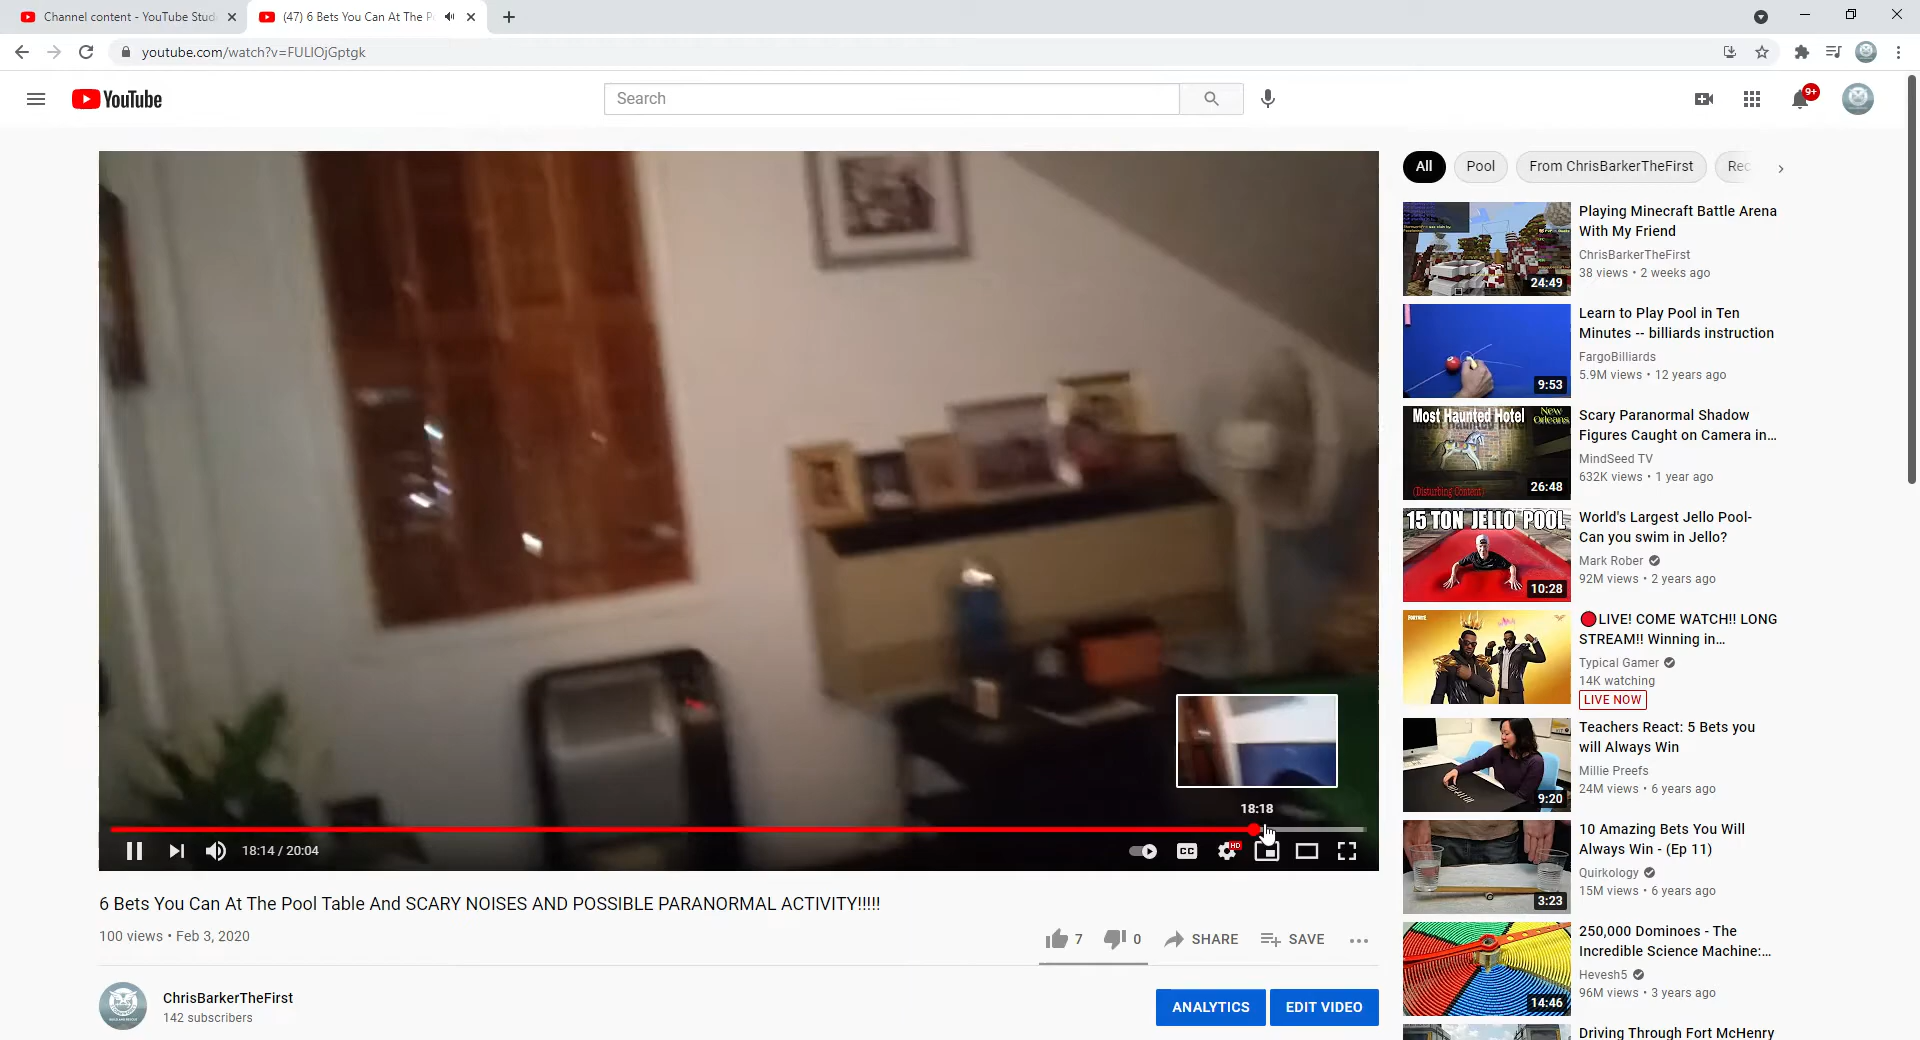 Channel content - YouTube Stud
(47) 6 Bets You Can At The P
youtube.com/watch?v=FULIOjGptgk
YouTube
Search
9+
All
Pool
From ChrisBarkerTheFirst
Rec
Playing Minecraft Battle Arena
With My Friend
ChrisBarkerTheFirst
38 views • 2 weeks ago
24:49
Learn to Play Pool in Ten
Minutes -- billiards instruction
FargoBilliards
5.9M views • 12 years ago
9:53
Most Haunted Hotel
New
Orleans
(Disturbing Content)
26:48
Scary Paranormal Shadow
Figures Caught on Camera in...
MindSeed TV
632K views • 1 year ago
15 TON JELLO POOL
10:28
World's Largest Jello Pool-
Can you swim in Jello?
Mark Rober
92M views • 2 years ago
FORTNITE
LIVE! COME WATCH!! LONG
STREAM!! Winning in...
Typical Gamer
14K watching
LIVE NOW
9:20
Teachers React: 5 Bets you
will Always Win
Millie Preefs
24M views • 6 years ago
3:23
10 Amazing Bets You Will
Always Win - (Ep 11)
Quirkology
15M views • 6 years ago
14:46
250,000 Dominoes - The
Incredible Science Machine:...
Hevesh5
96M views • 3 years ago
Driving Through Fort McHenry
18:18
18:14 / 20:04
CC
HD
6 Bets You Can At The Pool Table And SCARY NOISES AND POSSIBLE PARANORMAL ACTIVITY!!!!!
100 views • Feb 3, 2020
7
0
SHARE
SAVE
ChrisBarkerTheFirst
142 subscribers
ANALYTICS
EDIT VIDEO